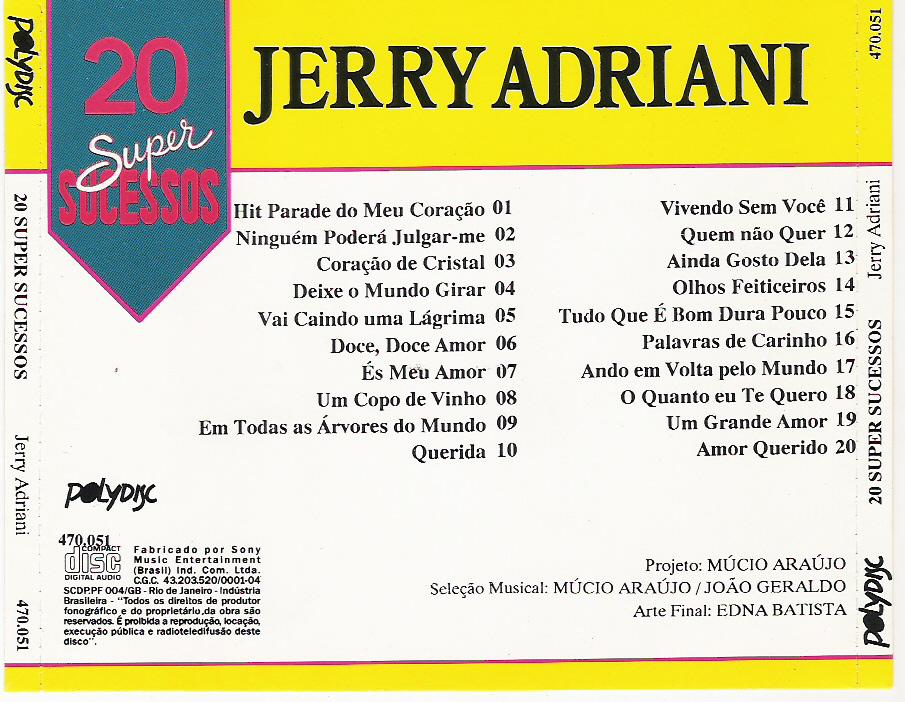 POLYDISC
20 SUPER SUCESSOS
Jerry Adriani
470.051
20
Super
SUCESSOS
JERRY ADRIANI
Hit Parade do Meu Coração 01
Ninguém Poderá Julgar-me 02
Coração de Cristal 03
Deixe o Mundo Girar 04
Vai Caindo uma Lágrima 05
Doce, Doce Amor 06
És Meu Amor 07
Um Copo de Vinho 08
Em Todas as Árvores do Mundo 09
Querida 10
Vivendo Sem Você 11
Quem não Quer 12
Ainda Gosto Dela 13
Olhos Feiticeiros 14
Tudo Que É Bom Dura Pouco 15
Palavras de Carinho 16
Ando em Volta pelo Mundo 17
O Quanto eu Te Quero 18
Um Grande Amor 19
Amor Querido 20
POLYDISC
470.051
COMPACT
disc
DIGITAL AUDIO
Fabricado por Sony
Music Entertainment
(Brasil) Ind. Com. Ltda.
C.G.C. 43.203.520/0001-04
SCDP.PF 004/GB - Rio de Janeiro - Indústria
Brasileira - "Todos os direitos de produtor
fonográfico e do proprietário,da obra são
reservados. É proibida a reprodução, locação,
execução pública e radioteledifusão deste
disco".
Projeto: MÚCIO ARAÚJO
Seleção Musical: MÚCIO ARAÚJO / JOÃO GERALDO
Arte Final: EDNA BATISTA
470.051
Jerry Adriani
20 SUPER SUCESSOS
POLYDISC